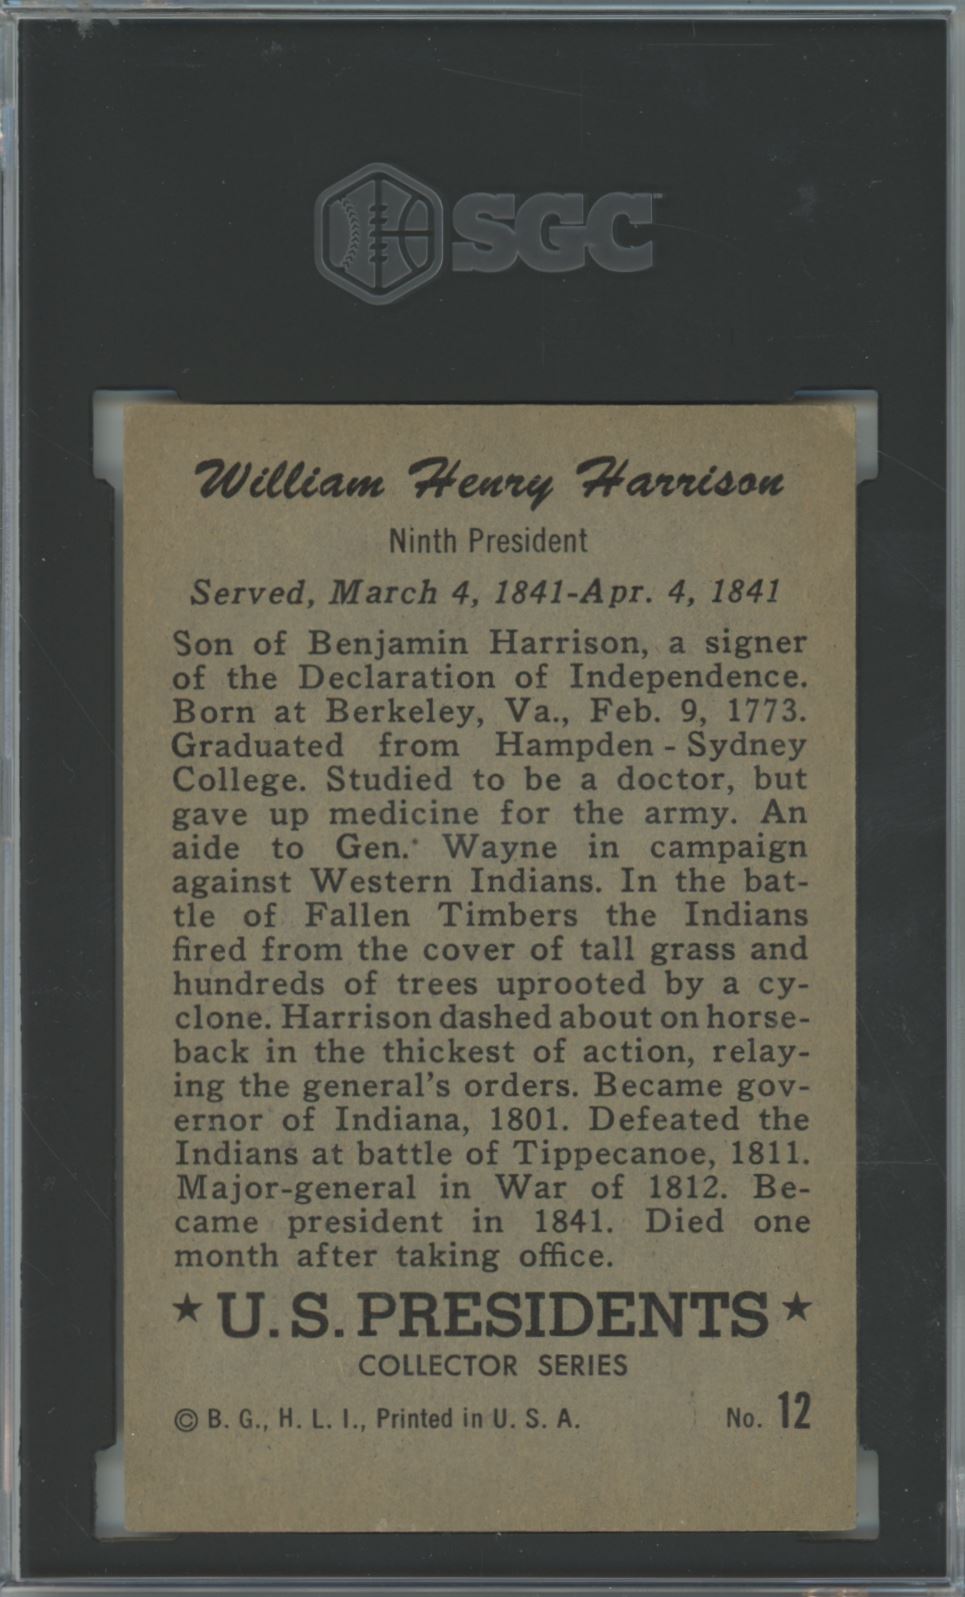 SGC
William Henry Harrison
Ninth President
Served, March 4, 1841-Apr. 4, 1841
Son of Benjamin Harrison, a signer
of the Declaration of Independence.
Born at Berkeley, Va., Feb. 9, 1773.
Graduated from Hampden - Sydney
College. Studied to be a doctor, but
gave up medicine for the army. An
aide to Gen. Wayne in campaign
against Western Indians. In the bat-
tle of Fallen Timbers the Indians
fired from the cover of tall grass and
hundreds of trees uprooted by a cy-
clone. Harrison dashed about on horse-
back in the thickest of action, relay-
ing the general's orders. Became gov-
ernor of Indiana, 1801. Defeated the
Indians at battle of Tippecanoe, 1811.
Major-general in War of 1812. Be-
came president in 1841. Died one
month after taking office.
★ U.S. PRESIDENTS ★
COLLECTOR SERIES
© B. G., H. L. I., Printed in U. S. A. No. 12